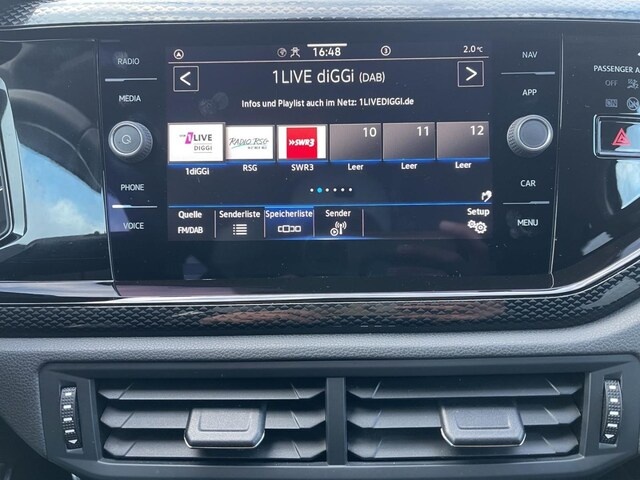 RADIO
MEDIA
PHONE
VOICE
16:48
3
2.0°C
1LIVE diGGi (DAB)
Infos und Playlist auch im Netz: 1LIVEDIGGI.de
1LIVE DIGGI
RADIO RSG
SWR3
10
11
12
1diGGi
RSG
SWR3
Leer
Leer
Leer
Quelle
FM/DAB
Senderliste
Speicherliste
Sender
Setup
NAV
APP
CAR
MENU
PASSENGER A
OFF